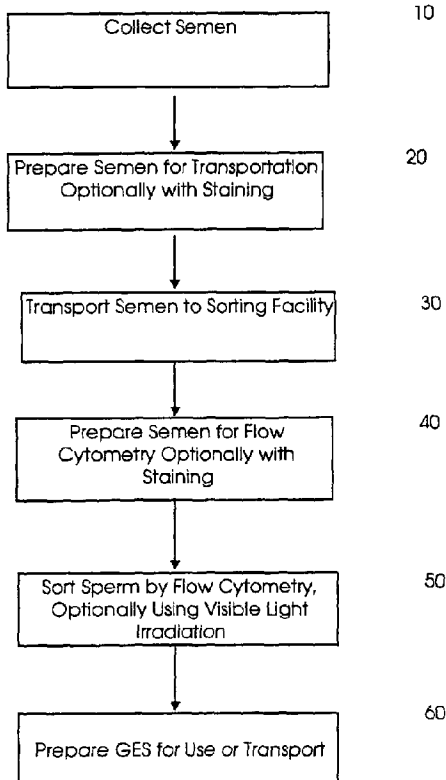 Collect Semen
10
Prepare Semen for Transportation
Optionally with Staining
20
Transport Semen to Sorting Facility
30
Prepare Semen for Flow
Cytometry Optionally with
Staining
40
Sort Sperm by Flow Cytometry,
Optionally Using Visible Light
Irradiation
50
Prepare GES for Use or Transport
60